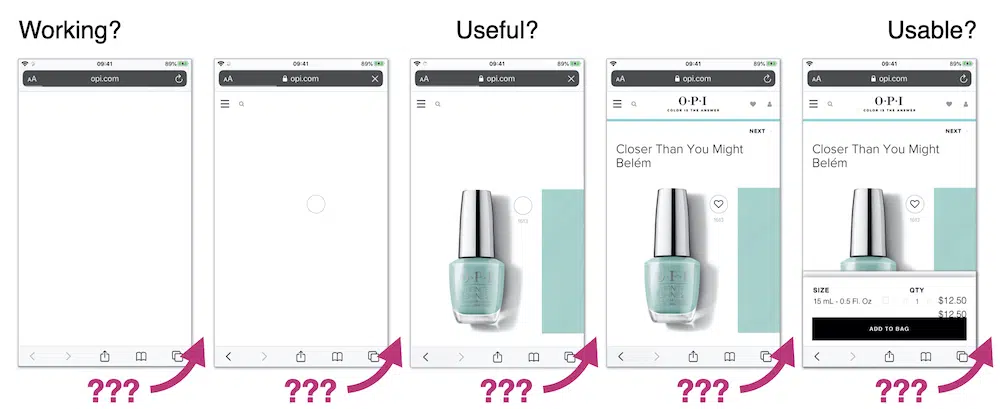 Working?
Useful?
Usable?
09:41
89%
AA
opi.com
???
09:41
89%
AA
opi.com
???
09:41
89%
AA
opi.com
O·P·I
???
09:41
89%
AA
opi.com
O·P·I
COLOR IS THE ANSWER
NEXT
Closer Than You Might
Belém
O·P·I
???
09:41
89%
AA
opi.com
O·P·I
COLOR IS THE ANSWER
NEXT
Closer Than You Might
Belém
SIZE
QTY
15 mL - 0.5 Fl. Oz
1
$12.50
$12.50
ADD TO BAG
???